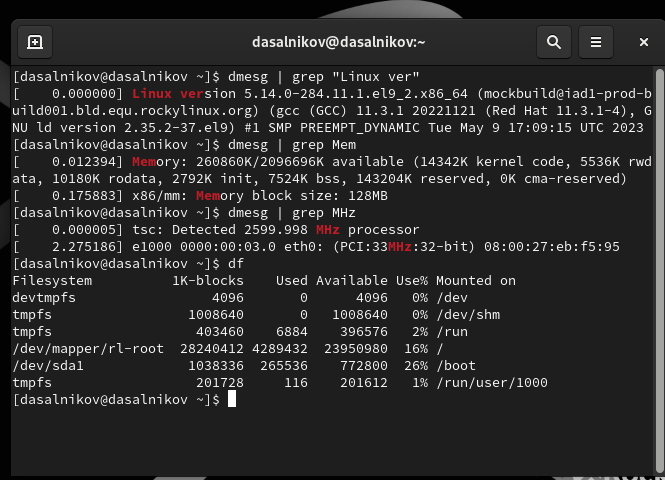 dasalnikov@dasalnikov:~
[dasalnikov@dasalnikov ~]$ dmesg | grep "Linux ver"
[    0.000000] Linux version 5.14.0-284.11.1.el9_2.x86_64 (mockbuild@iad1-prod-b
uild001.bld.equ.rockylinux.org) (gcc (GCC) 11.3.1 20221121 (Red Hat 11.3.1-4), G
NU ld version 2.35.2-37.el9) #1 SMP PREEMPT_DYNAMIC Tue May 9 17:09:15 UTC 2023
[dasalnikov@dasalnikov ~]$ dmesg | grep Mem
[    0.012394] Memory: 260860K/2096696K available (14342K kernel code, 5536K rwd
ata, 10180K rodata, 2792K init, 7524K bss, 143204K reserved, 0K cma-reserved)
[    0.175883] x86/mm: Memory block size: 128MB
[dasalnikov@dasalnikov ~]$ dmesg | grep MHz
[    0.000005] tsc: Detected 2599.998 MHz processor
[    2.275186] e1000 0000:00:03.0 eth0: (PCI:33MHz:32-bit) 08:00:27:eb:f5:95
[dasalnikov@dasalnikov ~]$ df
Filesystem          1K-blocks    Used Available Use% Mounted on
devtmpfs                 4096       0      4096   0% /dev
tmpfs                 1008640       0   1008640   0% /dev/shm
tmpfs                  403460    6884    396576   2% /run
/dev/mapper/rl-root  28240412 4289432  23950980  16% /
/dev/sda1             1038336  265536    772800  26% /boot
tmpfs                  201728     116    201612   1% /run/user/1000
[dasalnikov@dasalnikov ~]$